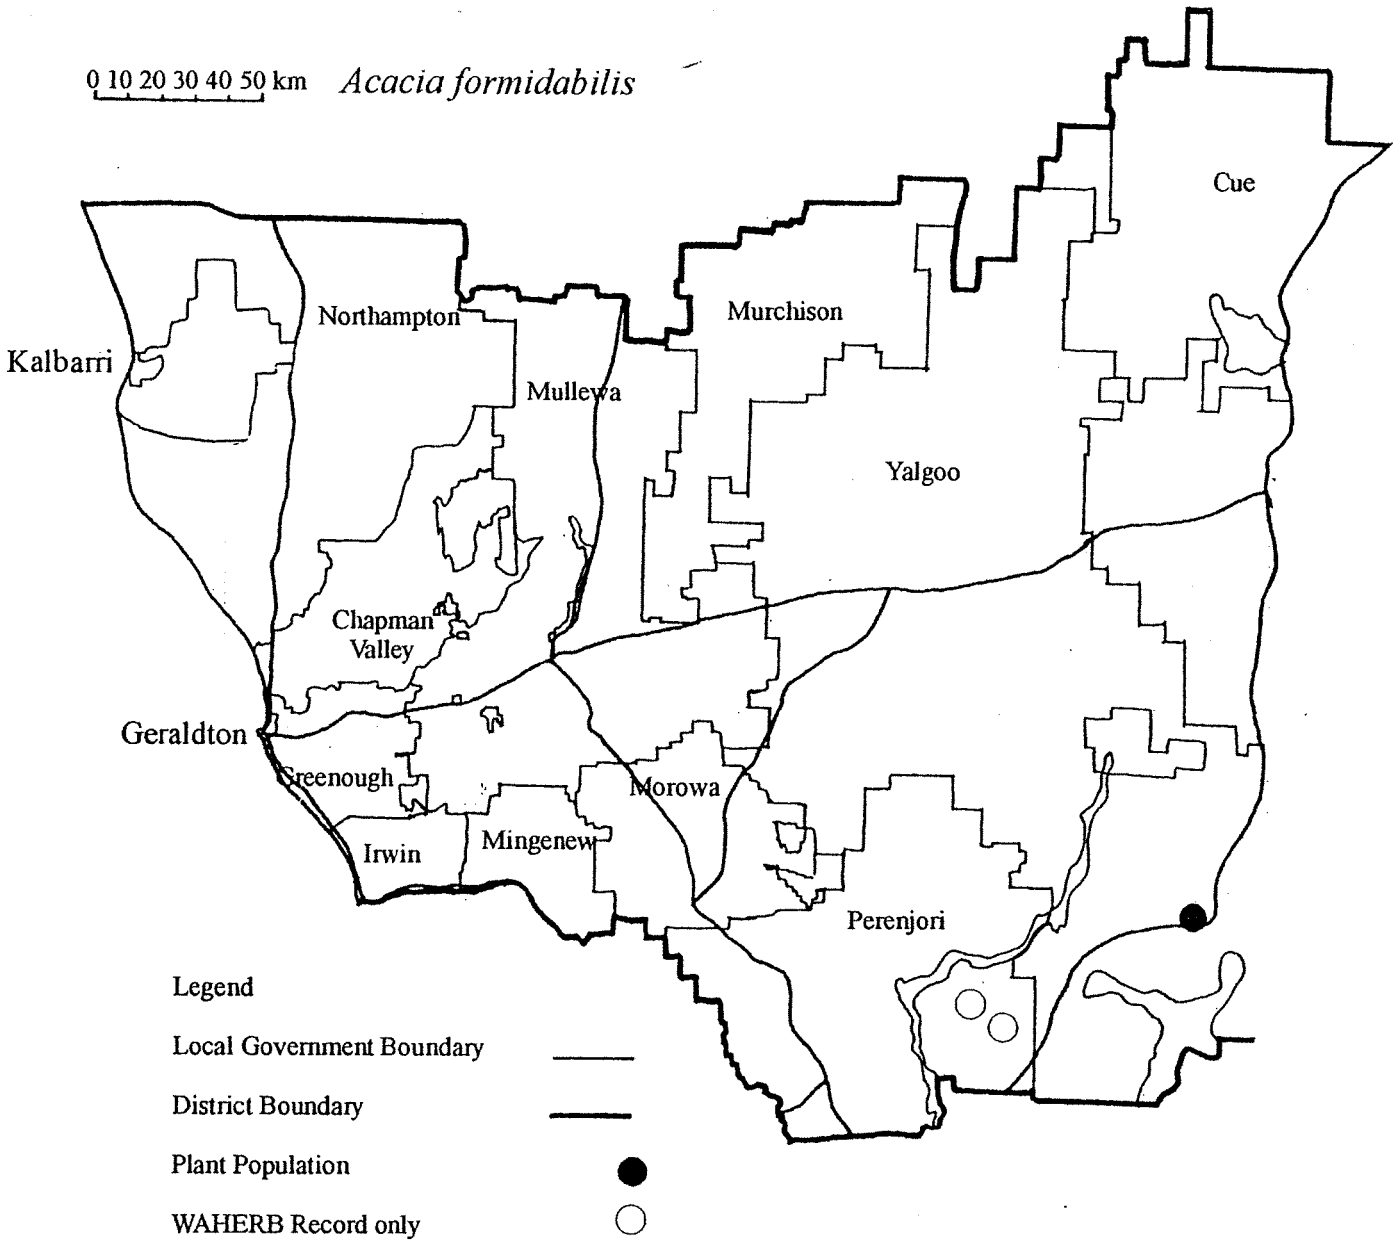 0 10 20 30 40 50 km
Acacia formidabilis
Cue
Northampton
Murchison
Kalbarri
Mullewa
Yalgoo
Chapman
Valley
Geraldton
Greenough
Morowa
Irwin
Mingenew
Perenjori
Legend
Local Government Boundary
District Boundary
Plant Population
WAHERB Record only